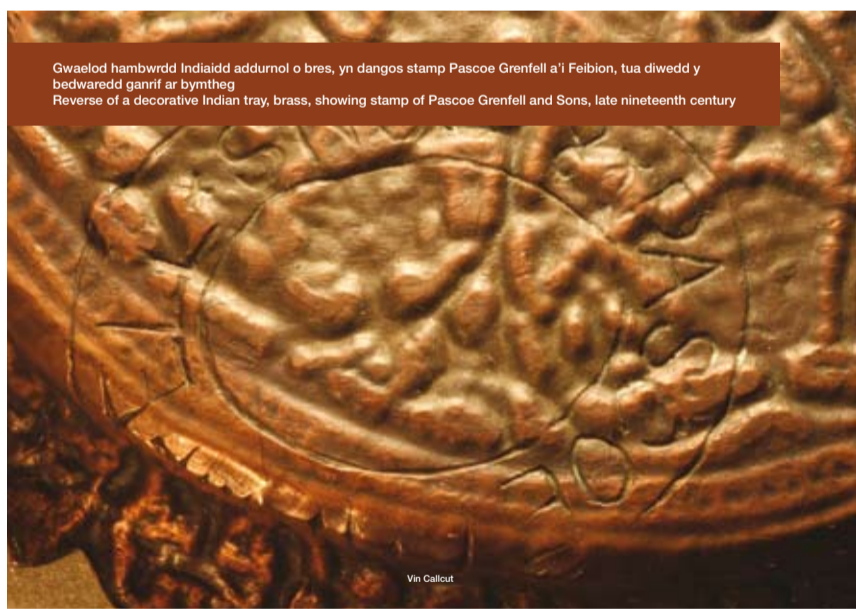 Gwaelod hambwrdd Indiaidd addurnol o bres, yn dangos stamp Pascoe Grenfell a'i Feibion, tua diwedd y
bedwaredd ganrif ar bymtheg
Reverse of a decorative Indian tray, brass, showing stamp of Pascoe Grenfell and Sons, late nineteenth century
Vin Callcut